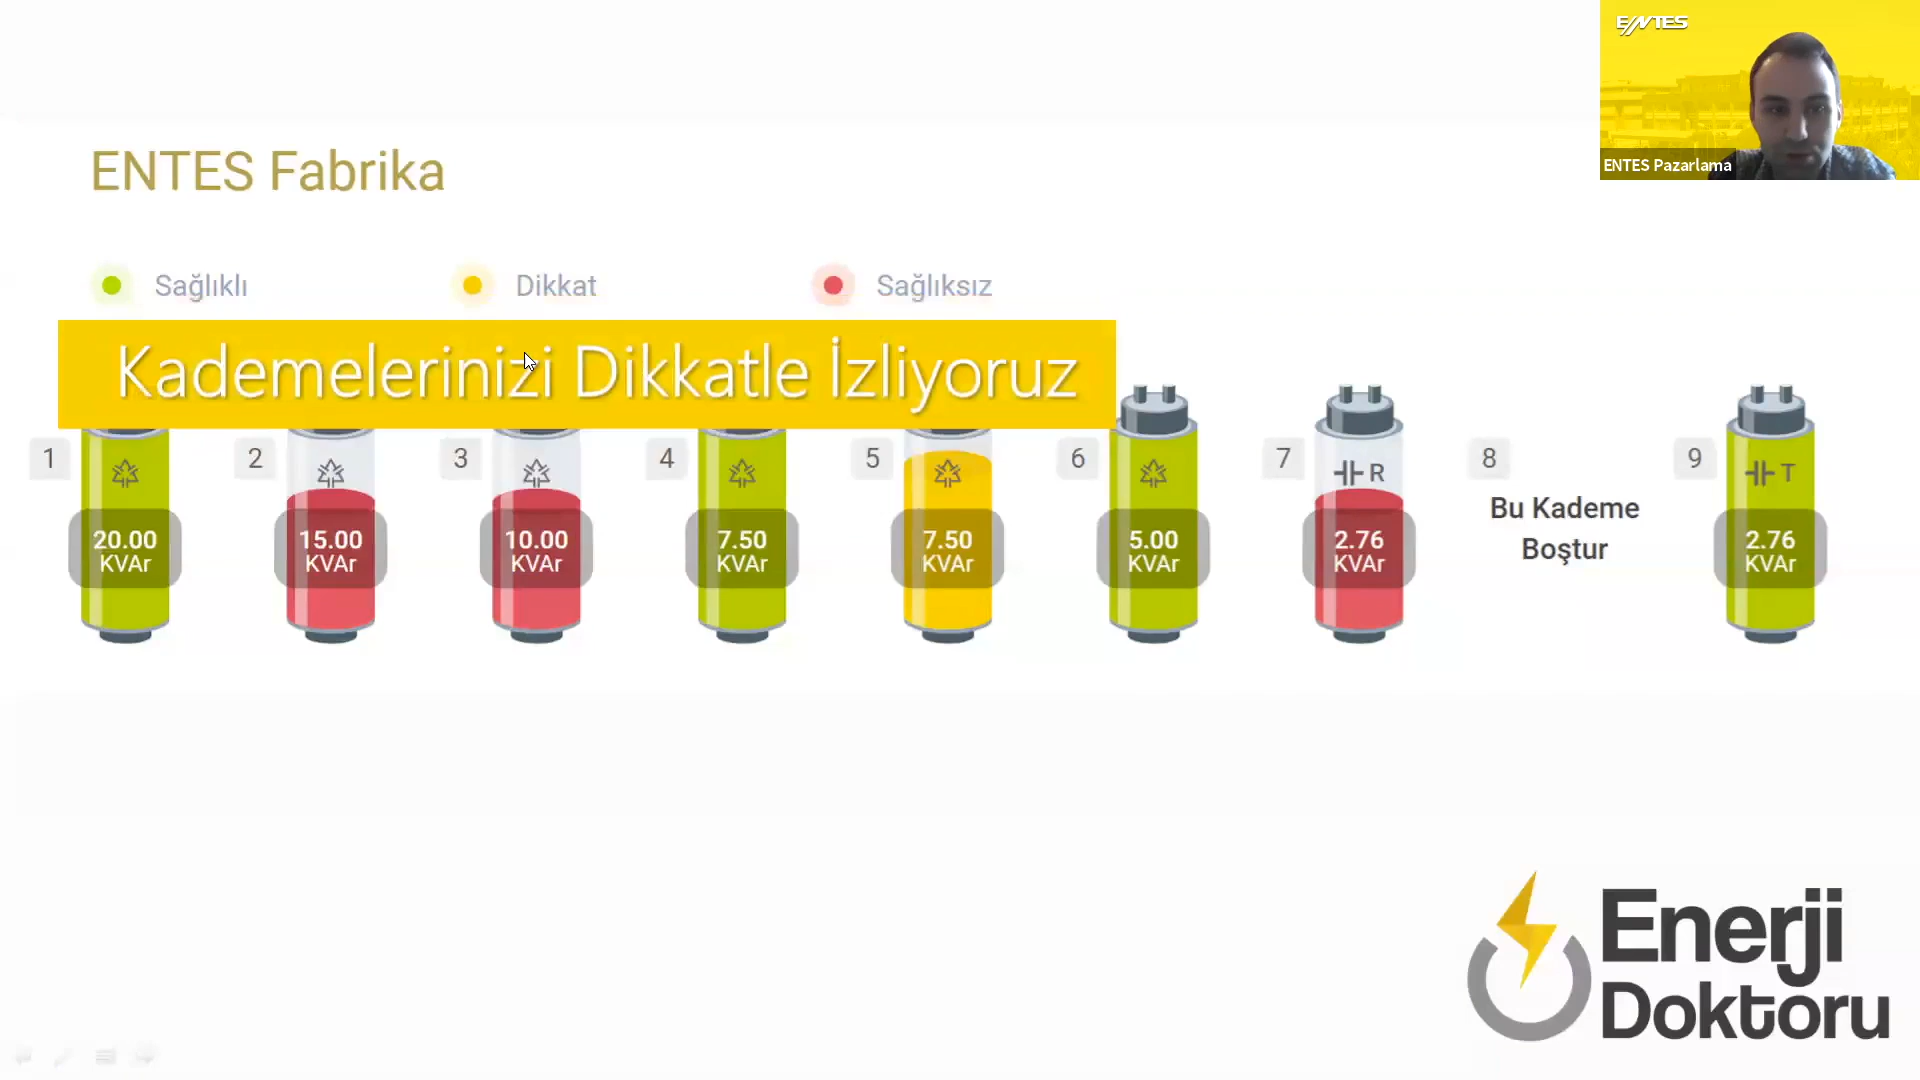 ENTES
ENTES Pazarlama
ENTES Fabrika
Sağlıklı
Dikkat
Sağlıksız
Kademelerinizi Dikkatle İzliyoruz
1
20.00
KVAr
2
15.00
KVAr
3
10.00
KVAr
4
7.50
KVAr
5
7.50
KVAr
6
5.00
KVAr
7
R
2.76
KVAr
8
Bu Kademe
Boştur
9
T
2.76
KVAr
Enerji
Doktoru